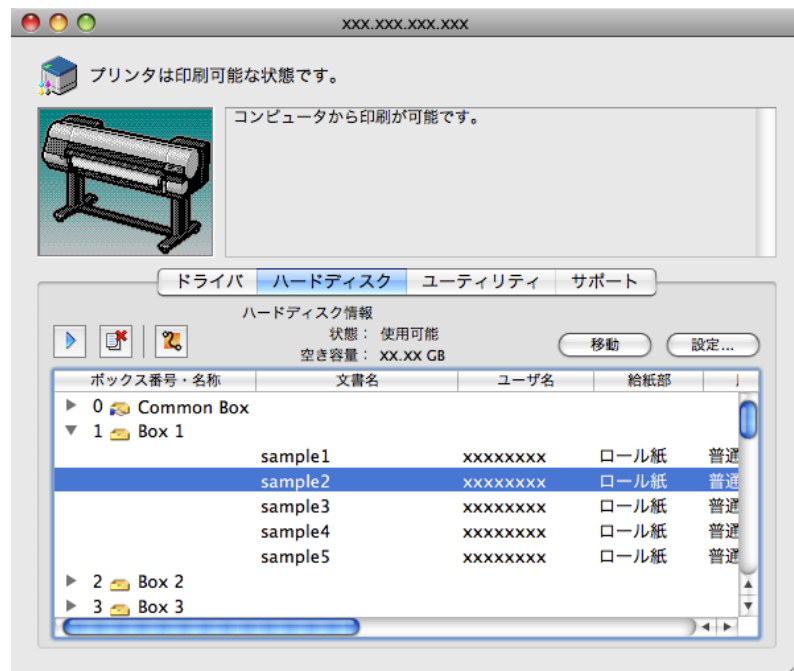 xxx.xxx.xxx.xxx
プリンタは印刷可能な状態です。
コンピュータから印刷が可能です。
ドライバ ハードディスク ユーティリティ サポート
ハードディスク情報
状態： 使用可能
空き容量： XX.XX GB
移動 設定...
ボックス番号・名称 文書名 ユーザ名 給紙部
0 Common Box
1 Box 1
sample1 xxxxxxxx ロール紙 普通
sample2 xxxxxxxx ロール紙 普通
sample3 xxxxxxxx ロール紙 普通
sample4 xxxxxxxx ロール紙 普通
sample5 xxxxxxxx ロール紙 普通
2 Box 2
3 Box 3